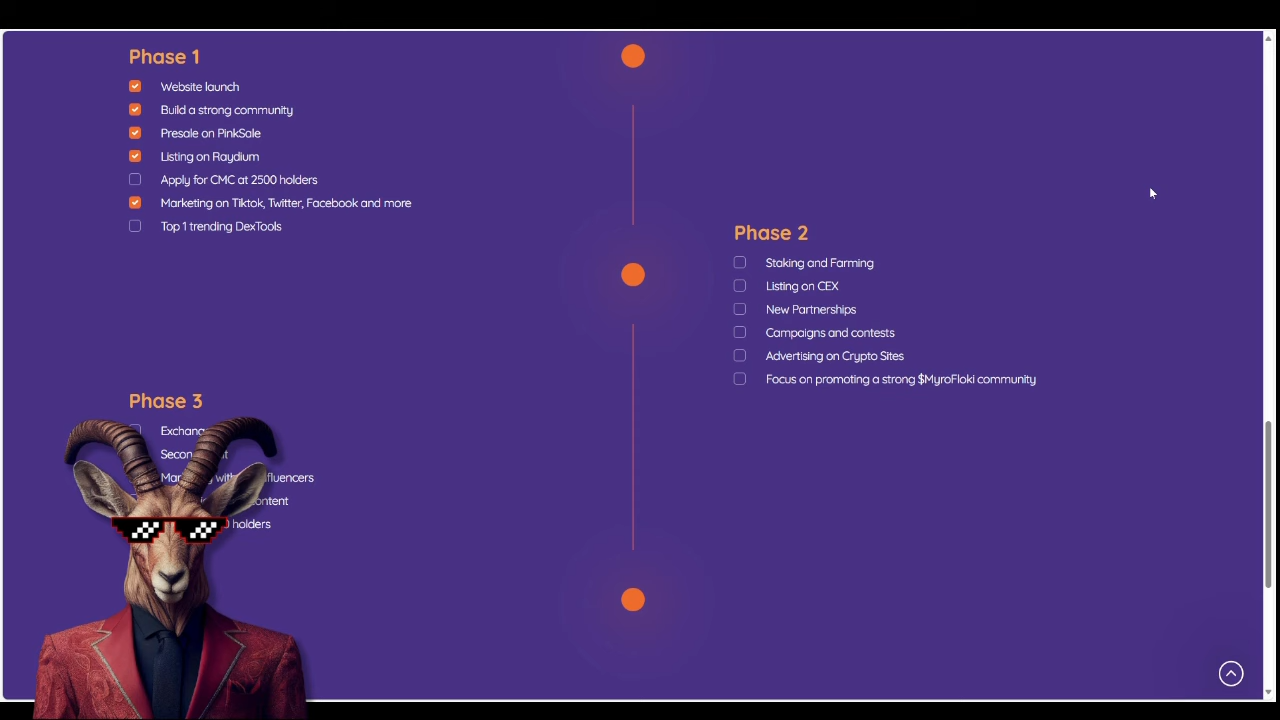 Phase 1
Website launch
Build a strong community
Presale on PinkSale
Listing on Raydium
Apply for CMC at 2500 holders
Marketing on Tiktok, Twitter, Facebook and more
Top 1 trending DexTools
Phase 2
Staking and Farming
Listing on CEX
New Partnerships
Campaigns and contests
Advertising on Crypto Sites
Focus on promoting a strong $MyroFloki community
Phase 3
holders